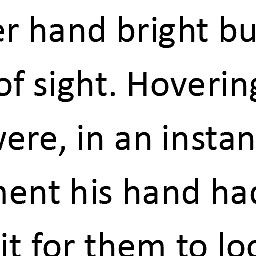 er hand bright bu
of sight. Hovering
were, in an instan
ment his hand had
it for them to loo